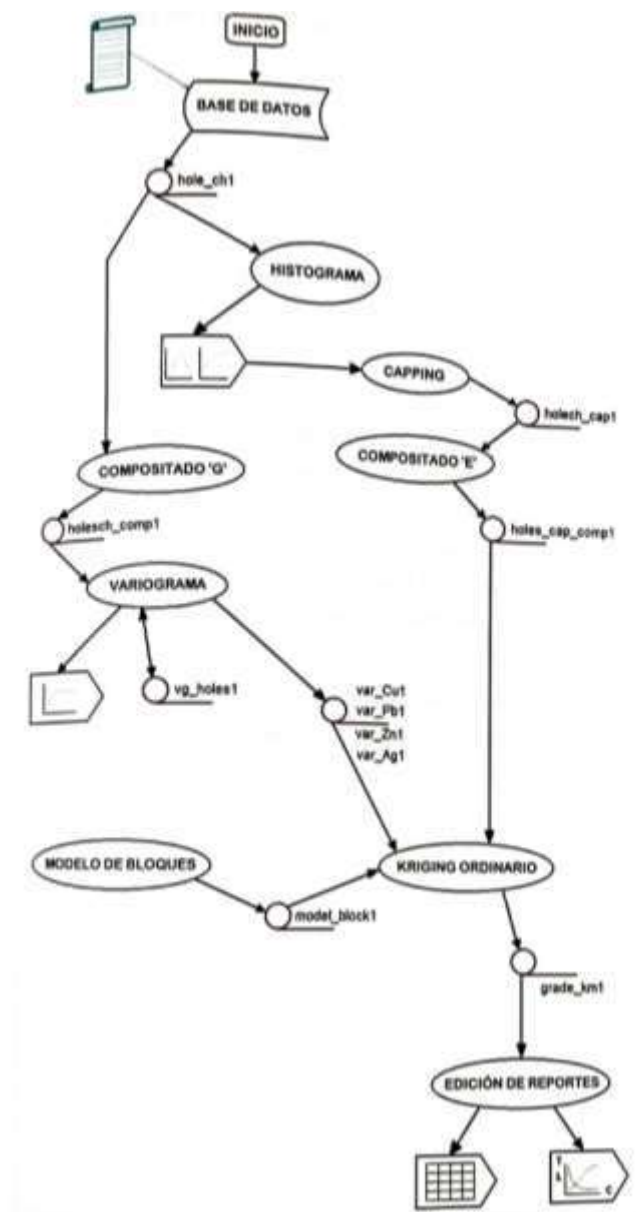 INICIO
BASE DE DATOS
hole_ch1
HISTOGRAMA
CAPPING
holech_cap1
COMPOSITADO 'G'
COMPOSITADO 'E'
holesch_comp1
holes_cap_comp1
VARIOGRAMA
vg_holes1
var_Cu1
var_Pb1
var_Zn1
var_Ag1
MODELO DE BLOQUES
KRIGING ORDINARIO
model_block1
grade_km1
EDICIÓN DE REPORTES
T
L
C